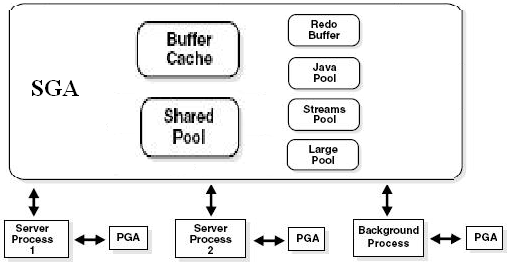 SGA
Buffer
Cache
Shared
Pool
Redo
Buffer
Java
Pool
Streams
Pool
Large
Pool
Server
Process
1
PGA
Server
Process
2
PGA
Background
Process
PGA